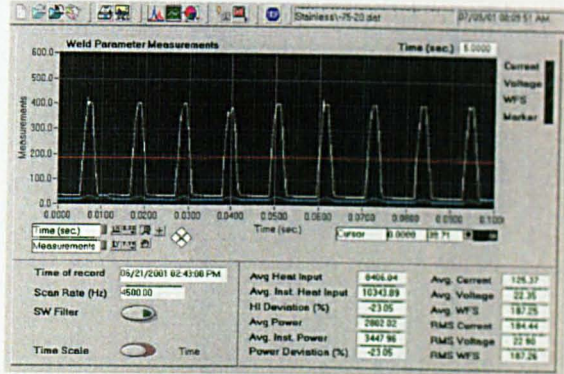 Stainless\-75-20.dat 07/05/01 08:09:51 AM
Weld Parameter Measurements Time (sec.) 5.0000
600.0
500.0
400.0
300.0
200.0
100.0
0.0
Measurements
Current
Voltage
WFS
Marker
0.0000 0.0100 0.0200 0.0300 0.0400 0.0500 0.0600 0.0700 0.0800 0.0900 0.1000
Time (sec.)
Time (sec.)
Measurements
Cursor 0.0000 39.71
Time of record 06/21/2001 02:43:08 PM
Scan Rate (Hz) 4500.00
SW Filter
Time Scale Time
Avg Heat Input 8406.04
Avg. Inst. Heat Input 10343.89
HI Deviation (%) -23.05
Avg Power 2802.02
Avg. Inst. Power 3447.96
Power Deviation (%) -23.05
Avg. Current 125.37
Avg. Voltage 22.35
Avg. WFS 187.25
RMS Current 184.44
RMS Voltage 22.90
RMS WFS 187.26